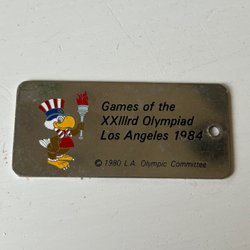 Games of the
XXIIIrd Olympiad
Los Angeles 1984
© 1980 L.A. Olympic Committee